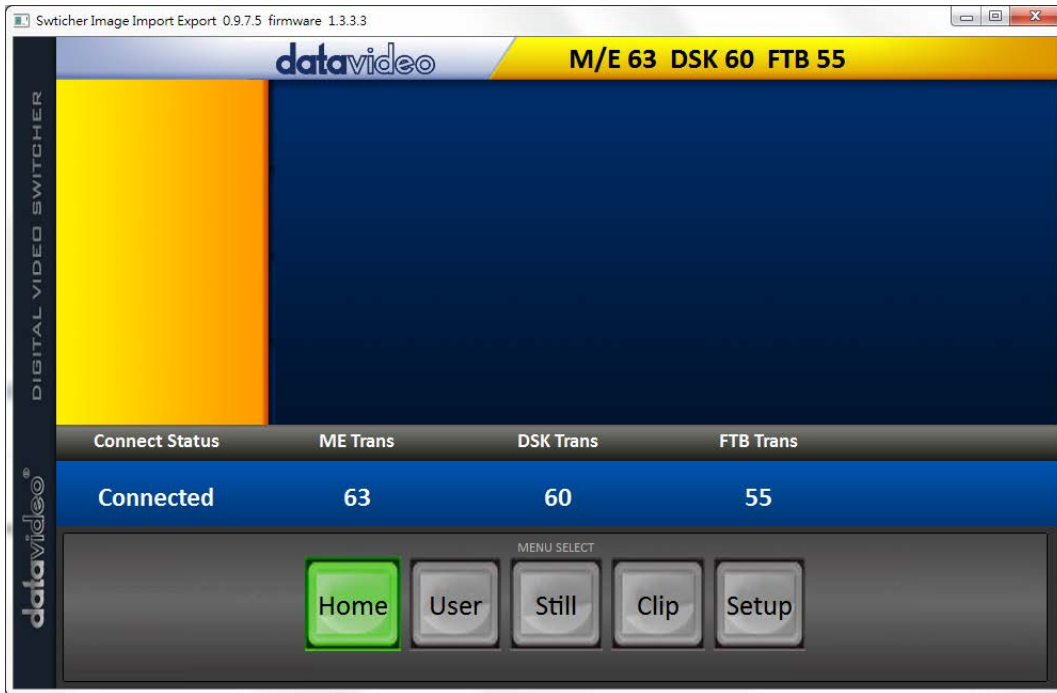 Swticher Image Import Export 0.9.7.5 firmware 1.3.3.3
datavideo
M/E 63 DSK 60 FTB 55
DIGITAL VIDEO SWITCHER
datavideo®
Connect Status ME Trans DSK Trans FTB Trans
Connected 63 60 55
MENU SELECT
Home User Still Clip Setup